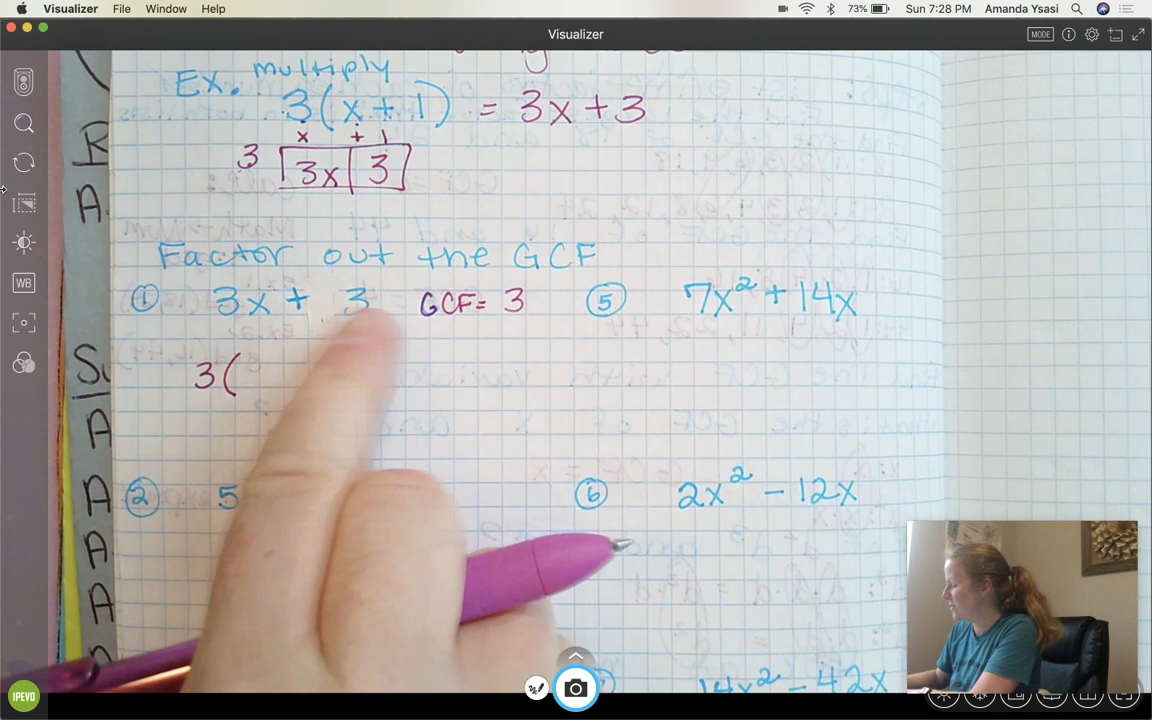 Visualizer File Window Help 73% Sun 7:28 PM Amanda Ysasi
Visualizer
MODE
Ex. multiply
3(x + 1) = 3x + 3
x + 1
3 3x 3
Factor out the GCF
① 3x + 3 GCF = 3
3(
② 5
⑤ 7x² + 14x
⑥ 2x² - 12x
14x² - 42x
R
A
S
A
A
A
A
A
WB
IPEVO